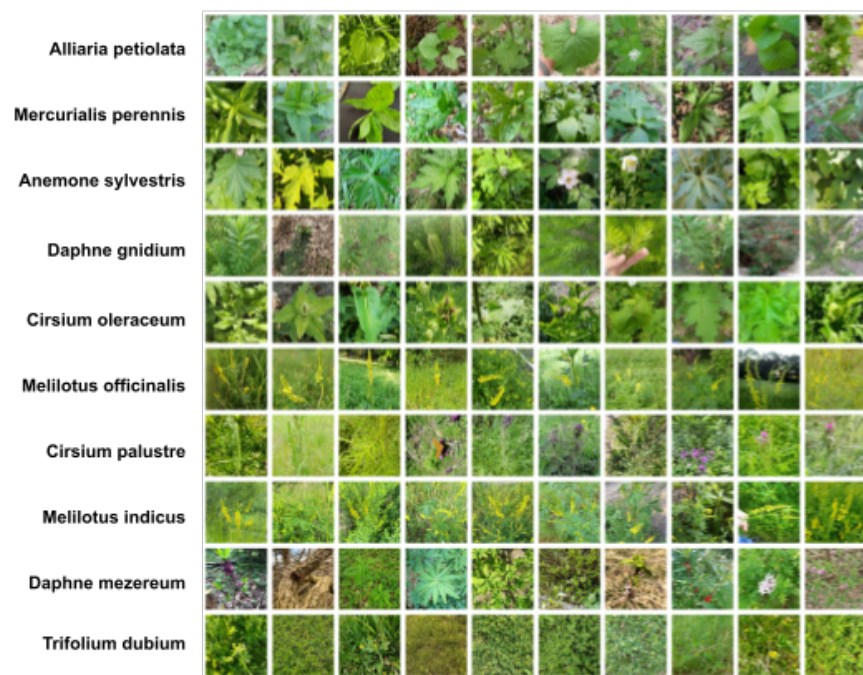 Alliaria petiolata
Mercurialis perennis
Anemone sylvestris
Daphne gnidium
Cirsium oleraceum
Melilotus officinalis
Cirsium palustre
Melilotus indicus
Daphne mezereum
Trifolium dubium